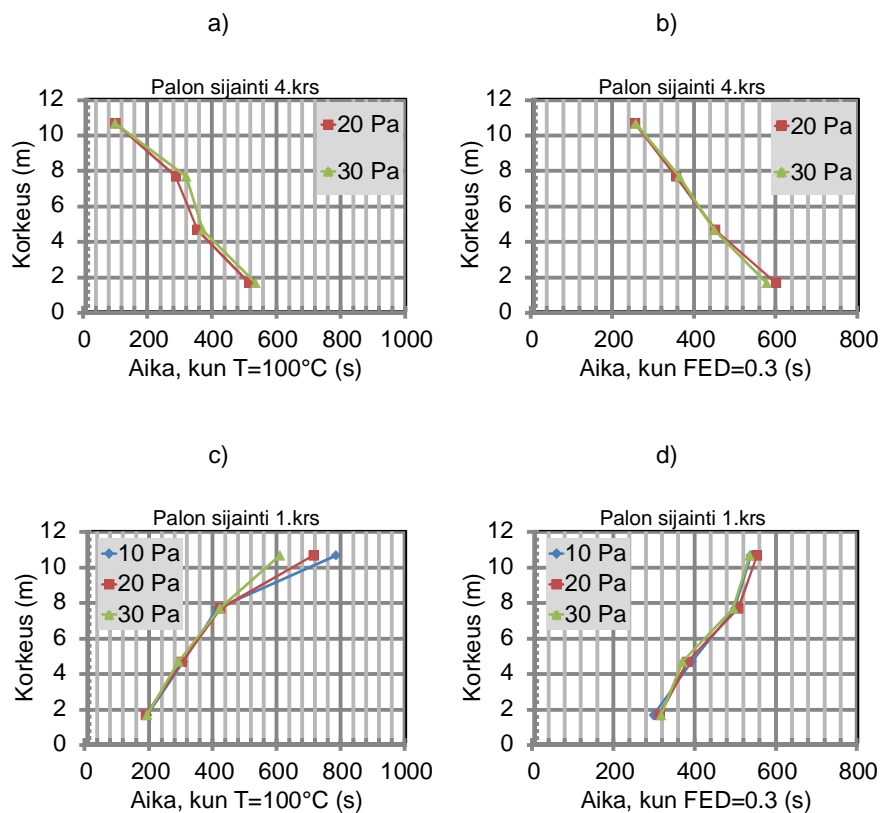 a)
Palon sijainti 4.krs
12
10
8
6
4
2
0
Korkeus (m)
20 Pa
30 Pa
0 200 400 600 800 1000
Aika, kun T=100°C (s)
b)
Palon sijainti 4.krs
12
10
8
6
4
2
0
Korkeus (m)
20 Pa
30 Pa
0 200 400 600 800
Aika, kun FED=0.3 (s)
c)
Palon sijainti 1.krs
12
10
8
6
4
2
0
Korkeus (m)
10 Pa
20 Pa
30 Pa
0 200 400 600 800 1000
Aika, kun T=100°C (s)
d)
Palon sijainti 1.krs
12
10
8
6
4
2
0
Korkeus (m)
10 Pa
20 Pa
30 Pa
0 200 400 600 800
Aika, kun FED=0.3 (s)